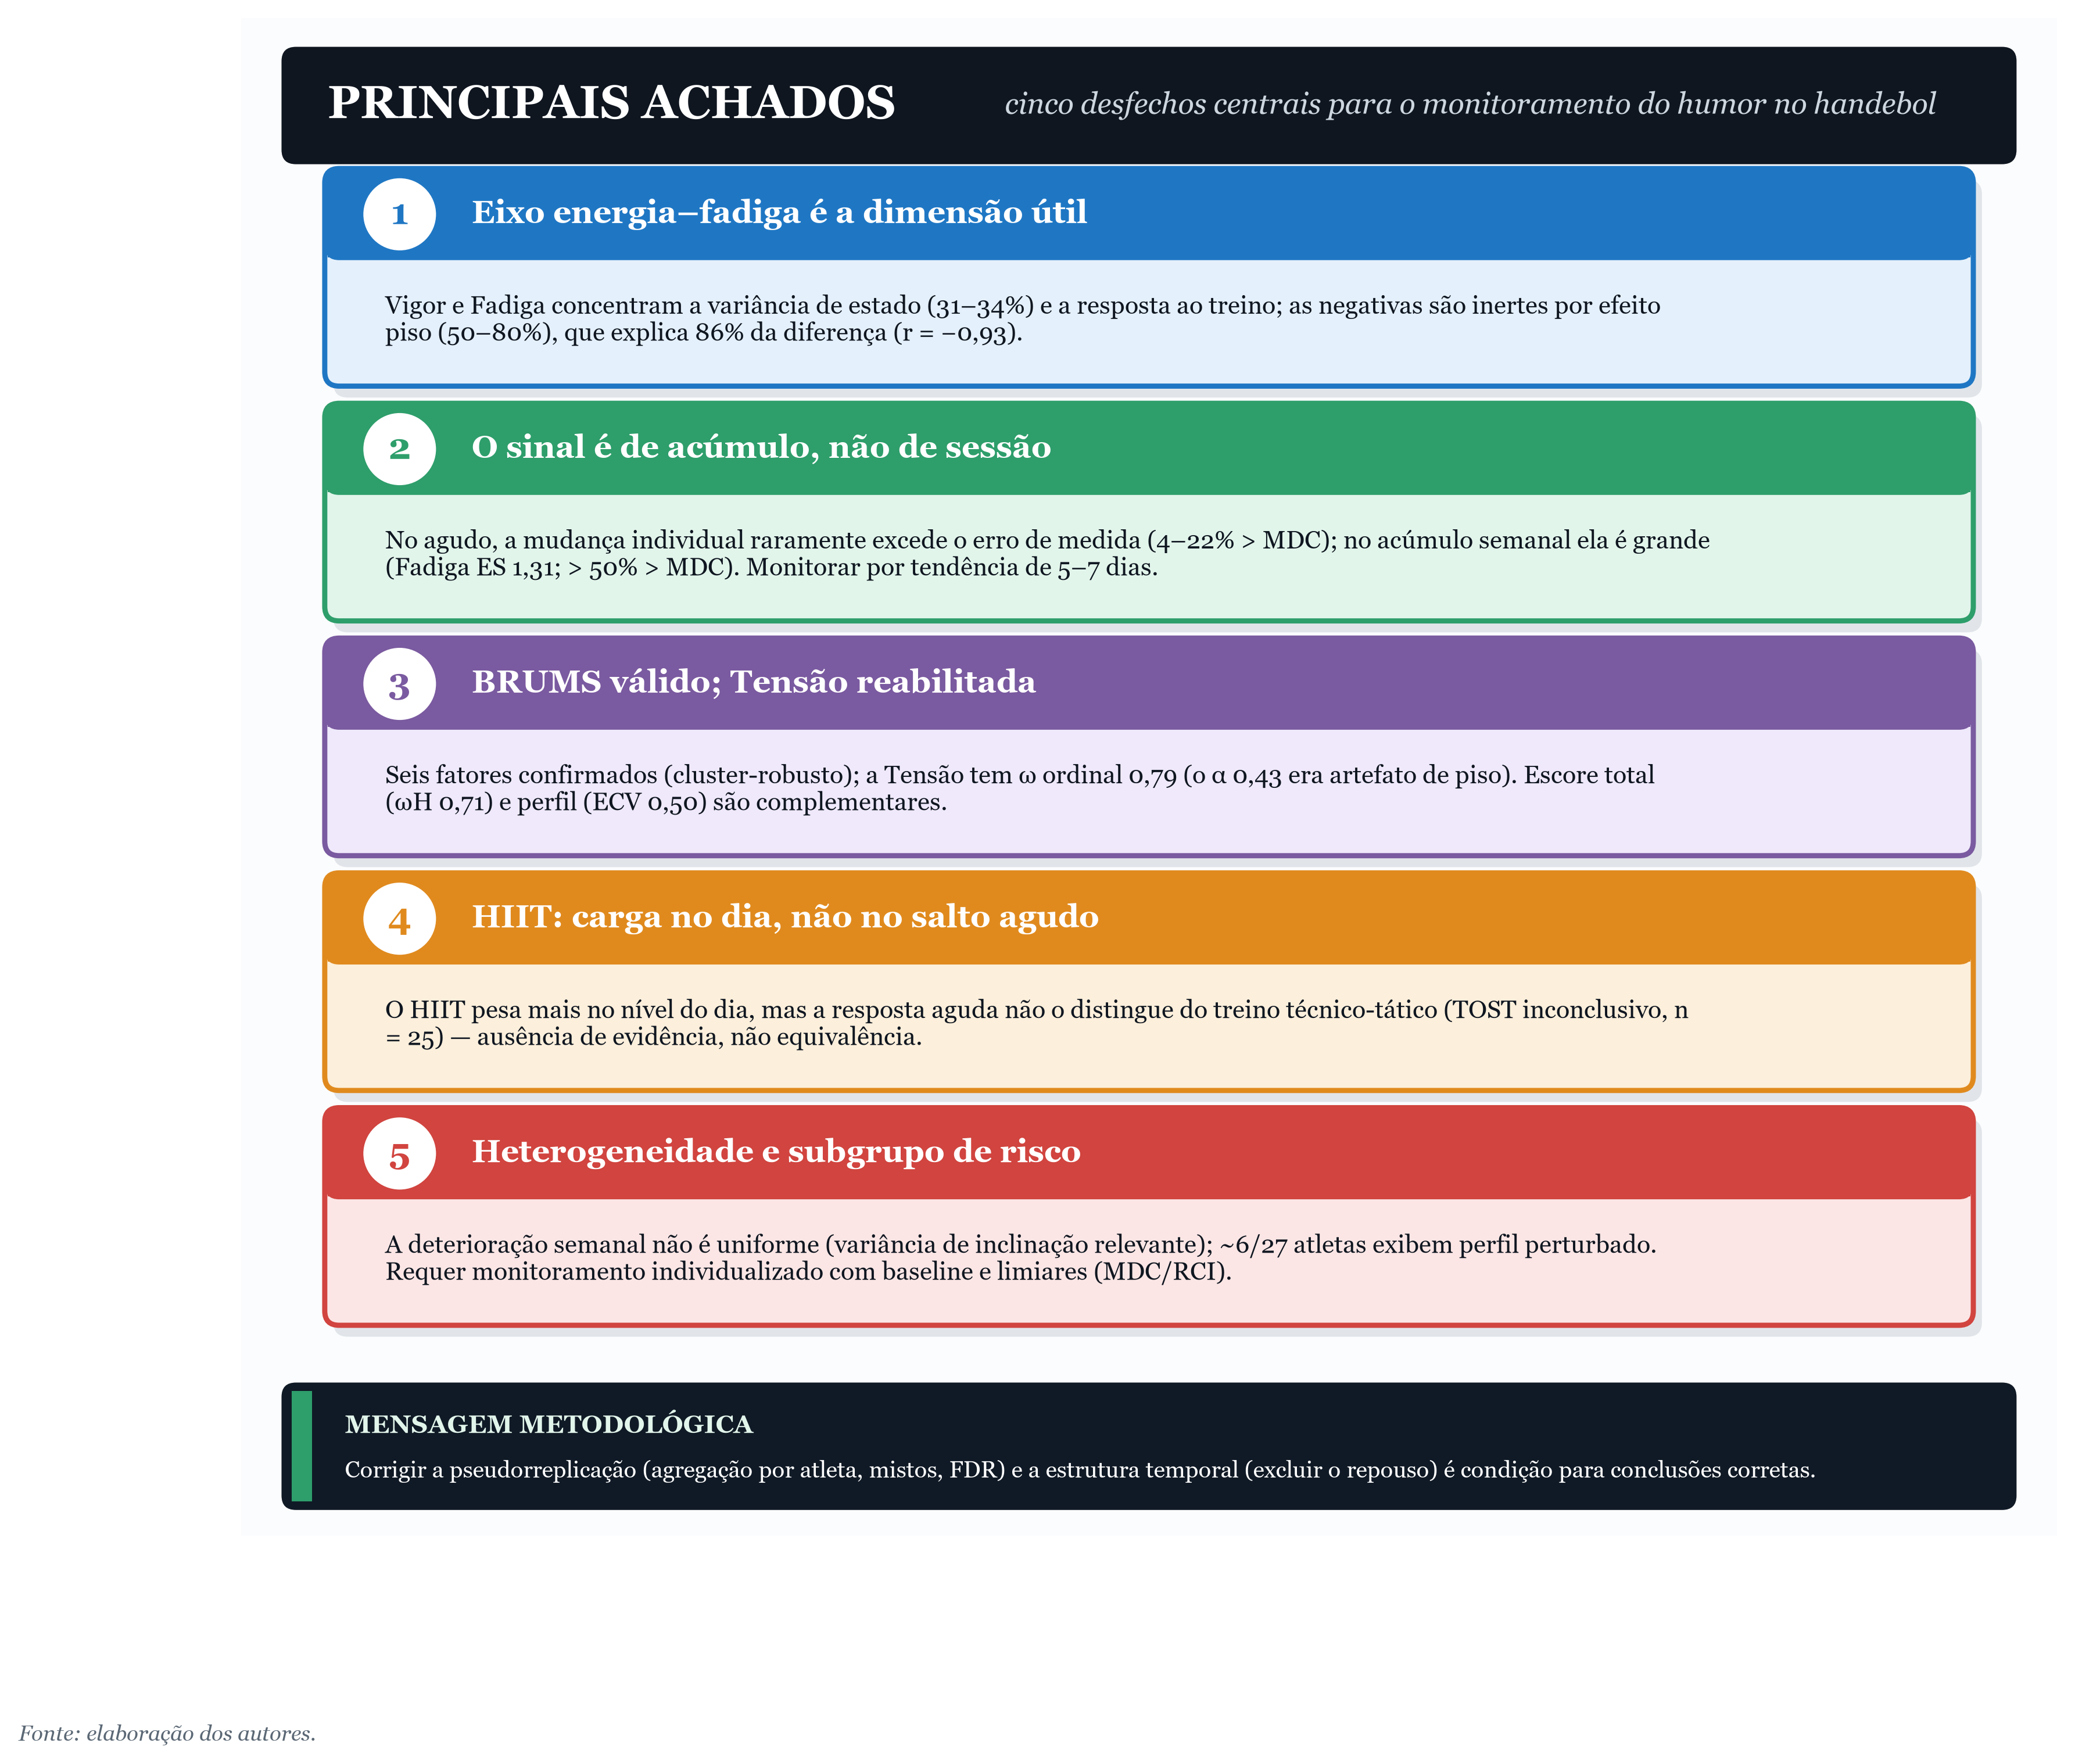 PRINCIPAIS ACHADOS
cinco desfechos centrais para o monitoramento do humor no handebol
1
Eixo energia–fadiga é a dimensão útil
Vigor e Fadiga concentram a variância de estado (31–34%) e a resposta ao treino; as negativas são inertes por efeito
piso (50–80%), que explica 86% da diferença (r = −0,93).
2
O sinal é de acúmulo, não de sessão
No agudo, a mudança individual raramente excede o erro de medida (4–22% > MDC); no acúmulo semanal ela é grande
(Fadiga ES 1,31; > 50% > MDC). Monitorar por tendência de 5–7 dias.
3
BRUMS válido; Tensão reabilitada
Seis fatores confirmados (cluster-robusto); a Tensão tem ω ordinal 0,79 (o α 0,43 era artefato de piso). Escore total
(ωH 0,71) e perfil (ECV 0,50) são complementares.
4
HIIT: carga no dia, não no salto agudo
O HIIT pesa mais no nível do dia, mas a resposta aguda não o distingue do treino técnico-tático (TOST inconclusivo, n
= 25) — ausência de evidência, não equivalência.
5
Heterogeneidade e subgrupo de risco
A deterioração semanal não é uniforme (variância de inclinação relevante); ~6/27 atletas exibem perfil perturbado.
Requer monitoramento individualizado com baseline e limiares (MDC/RCI).
MENSAGEM METODOLÓGICA
Corrigir a pseudorreplicação (agregação por atleta, mistos, FDR) e a estrutura temporal (excluir o repouso) é condição para conclusões corretas.
Fonte: elaboração dos autores.